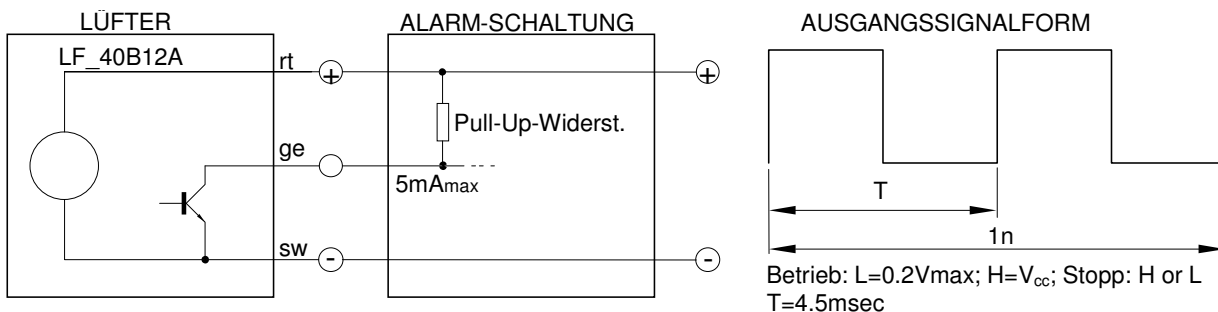 LÜFTER
LF_40B12A
rt
+
ge
sw
-
ALARM-SCHALTUNG
Pull-Up-Widerst.
5mAmax
+
-
AUSGANGSSIGNALFORM
T
1n
Betrieb: L=0.2Vmax; H=Vcc; Stopp: H or L
T=4.5msec